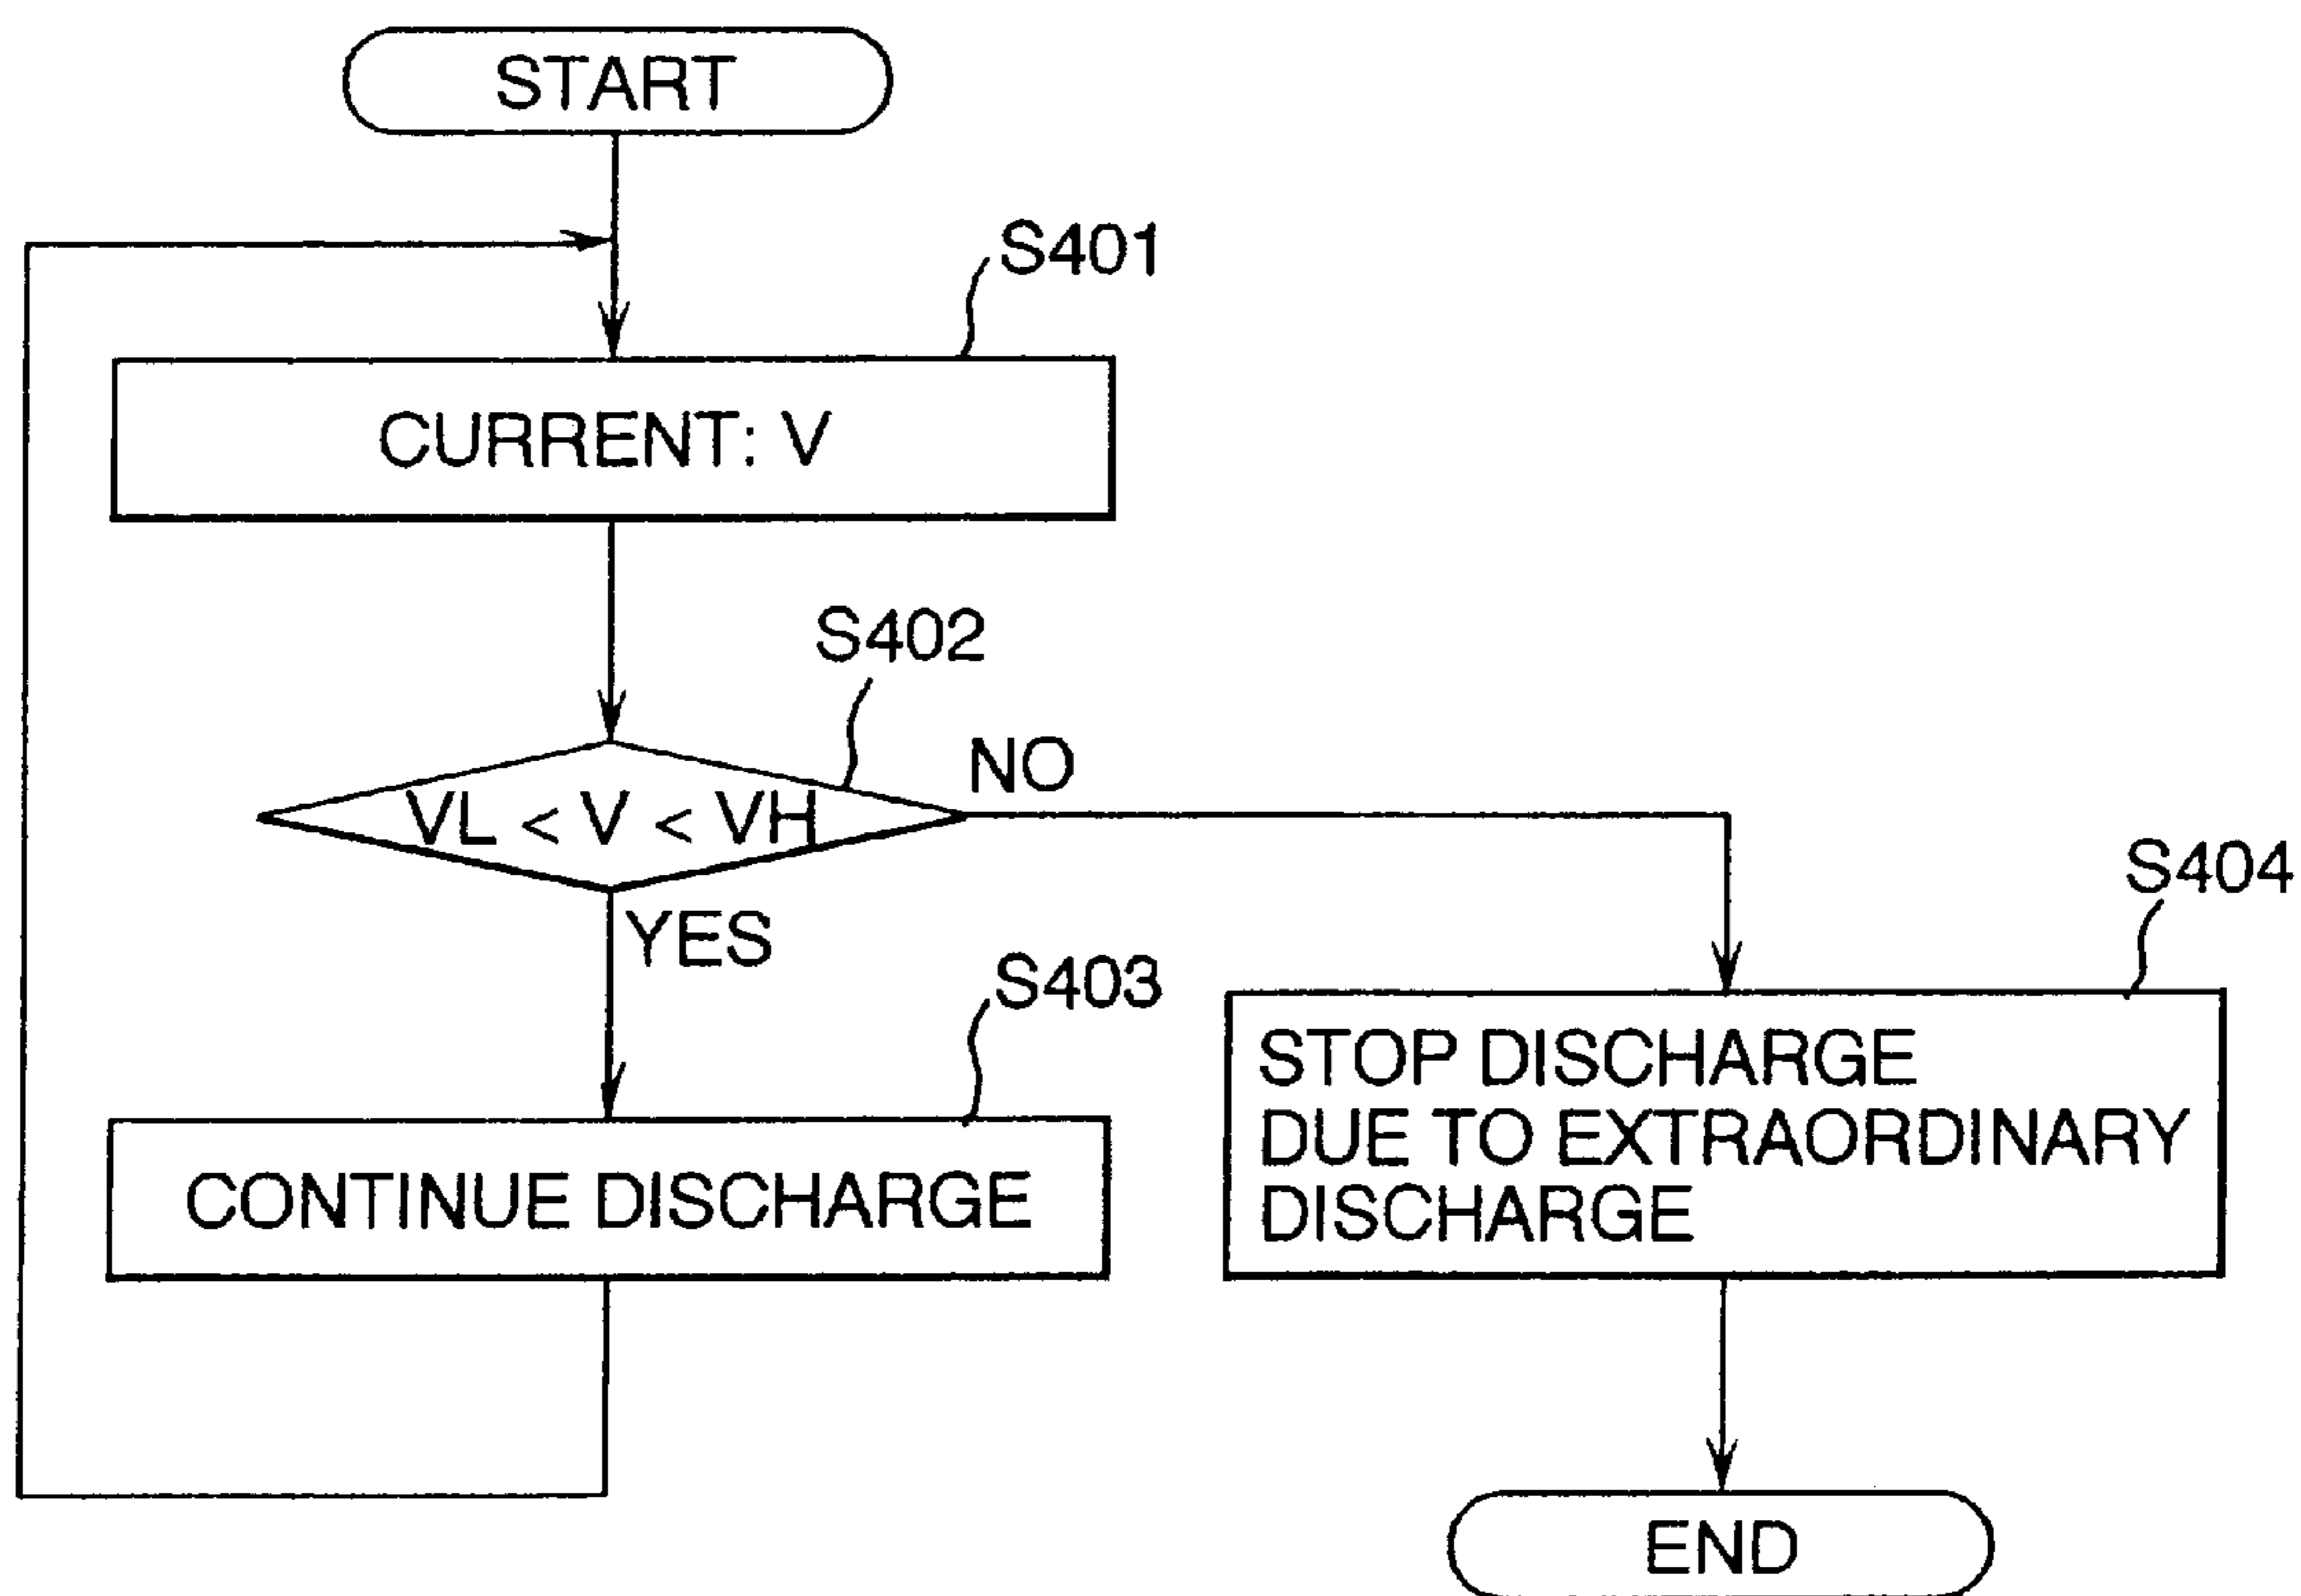 START
S401
CURRENT: V
S402
VL < V < VH
NO
YES
S403
S404
CONTINUE DISCHARGE
STOP DISCHARGE
DUE TO EXTRAORDINARY
DISCHARGE
END